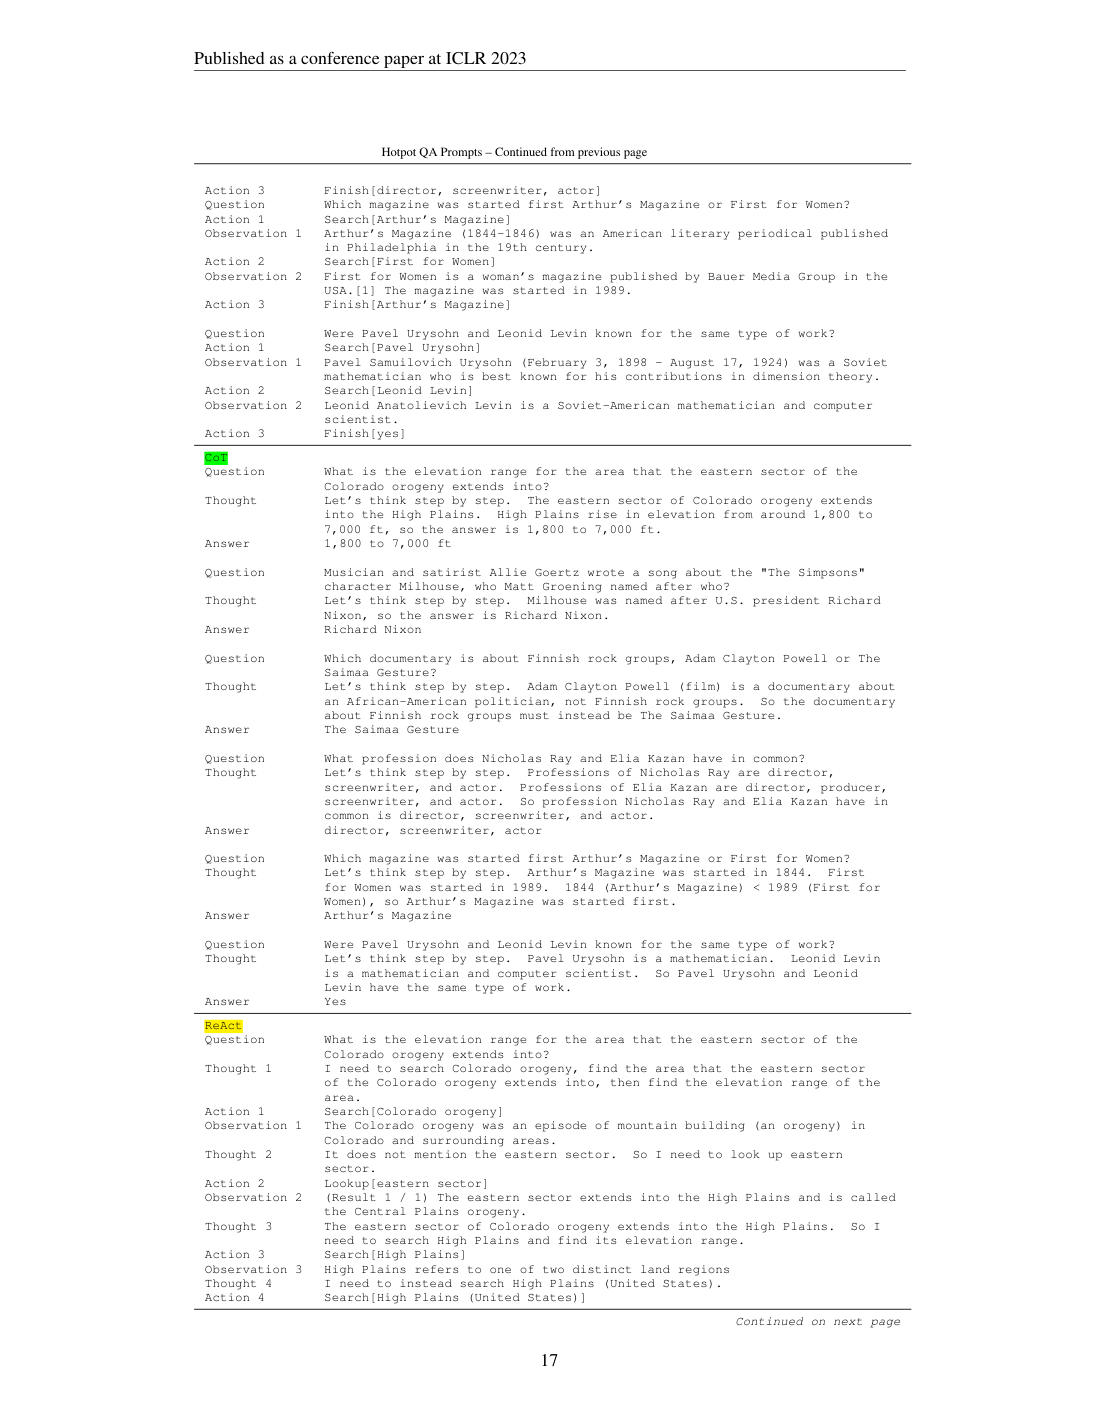 Published as a conference paper at ICLR 2023
Hotpot QA Prompts – Continued from previous page
Action 3 Finish[director, screenwriter, actor]
Question Which magazine was started first Arthur’s Magazine or First for Women?
Action 1 Search[Arthur’s Magazine]
Observation 1 Arthur’s Magazine (1844-1846) was an American literary periodical published
in Philadelphia in the 19th century.
Action 2 Search[First for Women]
Observation 2 First for Women is a woman’s magazine published by Bauer Media Group in the
USA.[1] The magazine was started in 1989.
Action 3 Finish[Arthur’s Magazine]
Question Were Pavel Urysohn and Leonid Levin known for the same type of work?
Action 1 Search[Pavel Urysohn]
Observation 1 Pavel Samuilovich Urysohn (February 3, 1898 - August 17, 1924) was a Soviet
mathematician who is best known for his contributions in dimension theory.
Action 2 Search[Leonid Levin]
Observation 2 Leonid Anatolievich Levin is a Soviet-American mathematician and computer
scientist.
Action 3 Finish[yes]
CoT
Question What is the elevation range for the area that the eastern sector of the
Colorado orogeny extends into?
Thought Let’s think step by step. The eastern sector of Colorado orogeny extends
into the High Plains. High Plains rise in elevation from around 1,800 to
7,000 ft, so the answer is 1,800 to 7,000 ft.
Answer 1,800 to 7,000 ft
Question Musician and satirist Allie Goertz wrote a song about the "The Simpsons"
character Milhouse, who Matt Groening named after who?
Thought Let’s think step by step. Milhouse was named after U.S. president Richard
Nixon, so the answer is Richard Nixon.
Answer Richard Nixon
Question Which documentary is about Finnish rock groups, Adam Clayton Powell or The
Saimaa Gesture?
Thought Let’s think step by step. Adam Clayton Powell (film) is a documentary about
an African-American politician, not Finnish rock groups. So the documentary
about Finnish rock groups must instead be The Saimaa Gesture.
Answer The Saimaa Gesture
Question What profession does Nicholas Ray and Elia Kazan have in common?
Thought Let’s think step by step. Professions of Nicholas Ray are director,
screenwriter, and actor. Professions of Elia Kazan are director, producer,
screenwriter, and actor. So profession Nicholas Ray and Elia Kazan have in
common is director, screenwriter, and actor.
Answer director, screenwriter, actor
Question Which magazine was started first Arthur’s Magazine or First for Women?
Thought Let’s think step by step. Arthur’s Magazine was started in 1844. First
for Women was started in 1989. 1844 (Arthur’s Magazine) < 1989 (First for
Women), so Arthur’s Magazine was started first.
Answer Arthur’s Magazine
Question Were Pavel Urysohn and Leonid Levin known for the same type of work?
Thought Let’s think step by step. Pavel Urysohn is a mathematician. Leonid Levin
is a mathematician and computer scientist. So Pavel Urysohn and Leonid
Levin have the same type of work.
Answer Yes
ReAct
Question What is the elevation range for the area that the eastern sector of the
Colorado orogeny extends into?
Thought 1 I need to search Colorado orogeny, find the area that the eastern sector
of the Colorado orogeny extends into, then find the elevation range of the
area.
Action 1 Search[Colorado orogeny]
Observation 1 The Colorado orogeny was an episode of mountain building (an orogeny) in
Colorado and surrounding areas.
Thought 2 It does not mention the eastern sector. So I need to look up eastern
sector.
Action 2 Lookup[eastern sector]
Observation 2 (Result 1 / 1) The eastern sector extends into the High Plains and is called
the Central Plains orogeny.
Thought 3 The eastern sector of Colorado orogeny extends into the High Plains. So I
need to search High Plains and find its elevation range.
Action 3 Search[High Plains]
Observation 3 High Plains refers to one of two distinct land regions
Thought 4 I need to instead search High Plains (United States).
Action 4 Search[High Plains (United States)]
Continued on next page
17